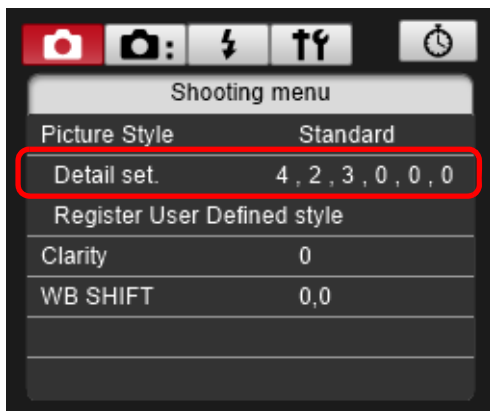 Shooting menu
Picture Style Standard
Detail set. 4 , 2 , 3 , 0 , 0 , 0
Register User Defined style
Clarity 0
WB SHIFT 0,0